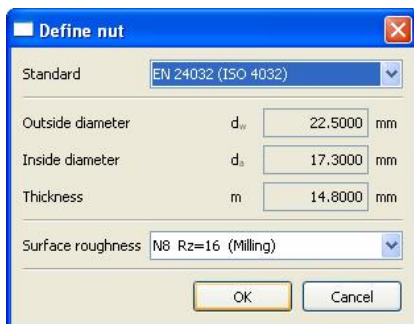 Define nut
Standard EN 24032 (ISO 4032)
Outside diameter dw 22.5000 mm
Inside diameter da 17.3000 mm
Thickness m 14.8000 mm
Surface roughness N8 Rz=16 (Milling)
OK Cancel